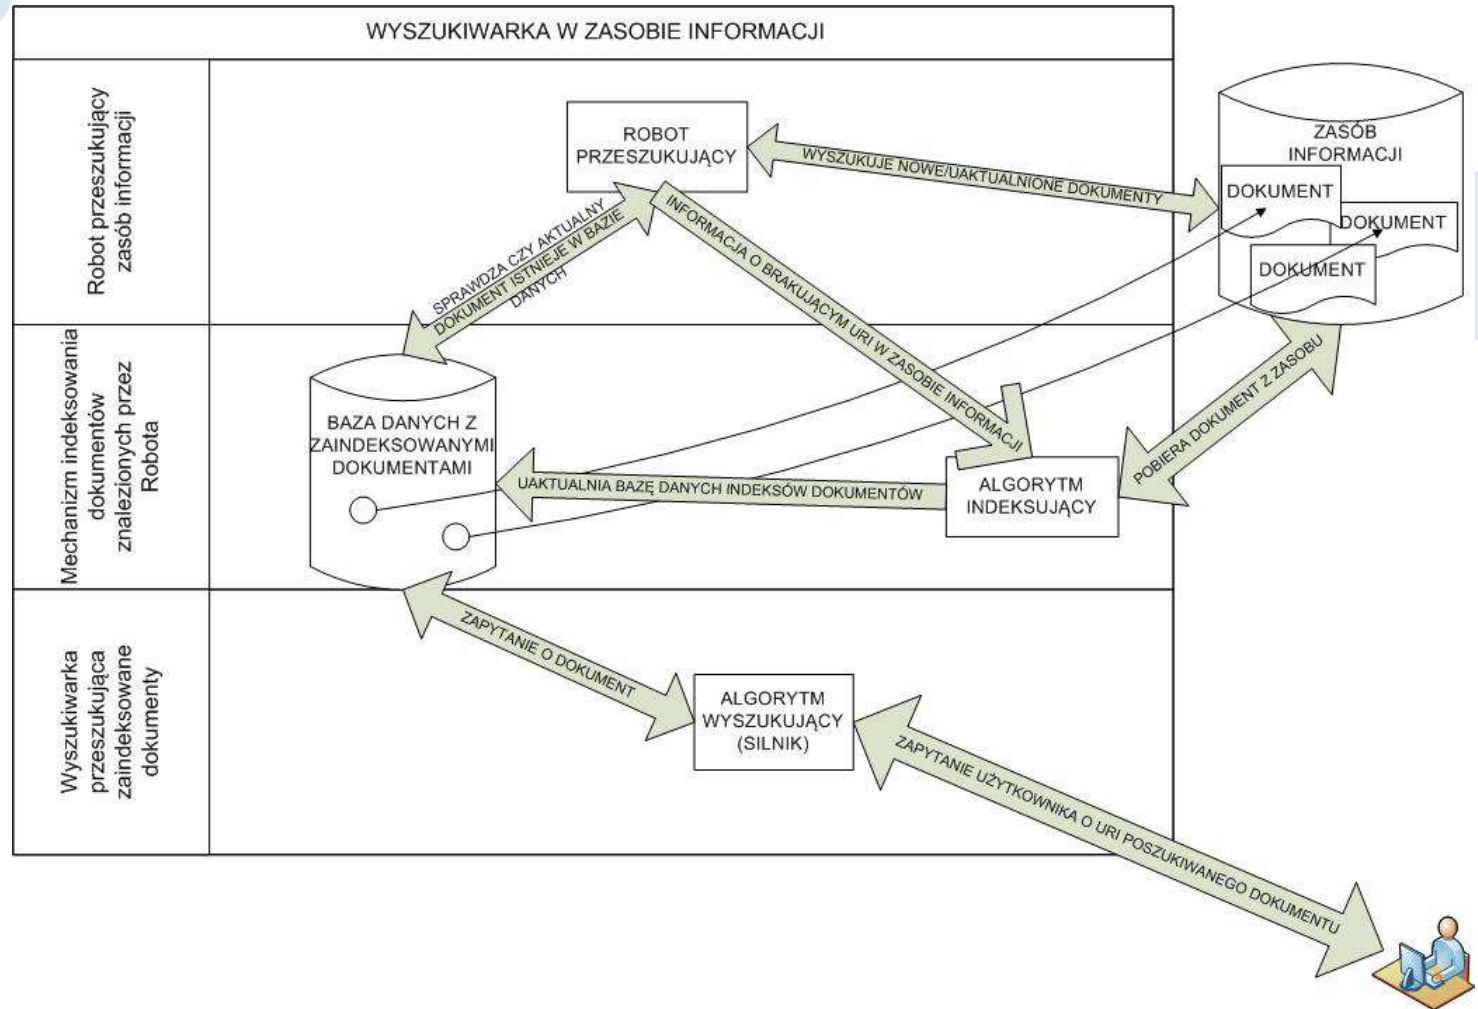 WYSZUKIWARKA W ZASOBIE INFORMACJI
Robot przeszukujący
zasób informacji
ROBOT
PRZESZUKUJĄCY
WYSZUKUJE NOWE/UAKTUALNIONE DOKUMENTY
ZASÓB
INFORMACJI
DOKUMENT
DOKUMENT
DOKUMENT
SPRAWDZA CZY AKTUALNY
DOKUMENT ISTNIEJE W BAZIE
DANYCH
INFORMACJA O BRAKUJĄCYM URI W ZASOBIE INFORMACJI
Mechanizm indeksowania
dokumentów
znalezionych przez
Robota
BAZA DANYCH Z
ZAINDEKSOWANYMI
DOKUMENTAMI
UAKTUALNIA BAZĘ DANYCH INDEKSÓW DOKUMENTÓW
ALGORYTM
INDEKSUJĄCY
POBIERA DOKUMENT Z ZASOBU
Wyszukiwarka
przeszukująca
zaindeksowane
dokumenty
ZAPYTANIE O DOKUMENT
ALGORYTM
WYSZUKUJĄCY
(SILNIK)
ZAPYTANIE UŻYTKOWNIKA O URI POSZUKIWANEGO DOKUMENTU